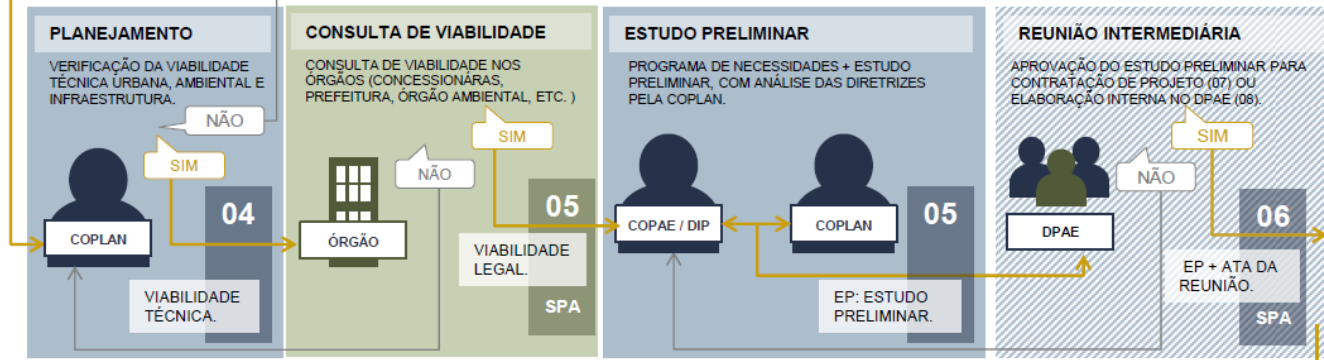 PLANEJAMENTO
VERIFICAÇÃO DA VIABILIDADE
TÉCNICA URBANA, AMBIENTAL E
INFRAESTRUTURA.
NÃO
SIM
COPLAN
04
VIABILIDADE
TÉCNICA.
CONSULTA DE VIABILIDADE
CONSULTA DE VIABILIDADE NOS
ÓRGÃOS (CONCESSIONÁRAS,
PREFEITURA, ÓRGÃO AMBIENTAL, ETC. )
SIM
NÃO
ÓRGÃO
05
VIABILIDADE
LEGAL.
SPA
ESTUDO PRELIMINAR
PROGRAMA DE NECESSIDADES + ESTUDO
PRELIMINAR, COM ANÁLISE DAS DIRETRIZES
PELA COPLAN.
COPAE / DIP
COPLAN
05
EP: ESTUDO
PRELIMINAR.
REUNIÃO INTERMEDIÁRIA
APROVAÇÃO DO ESTUDO PRELIMINAR PARA
CONTRATAÇÃO DE PROJETO (07) OU
ELABORAÇÃO INTERNA NO DPAE (08).
SIM
NÃO
DPAE
06
EP + ATA DA
REUNIÃO.
SPA